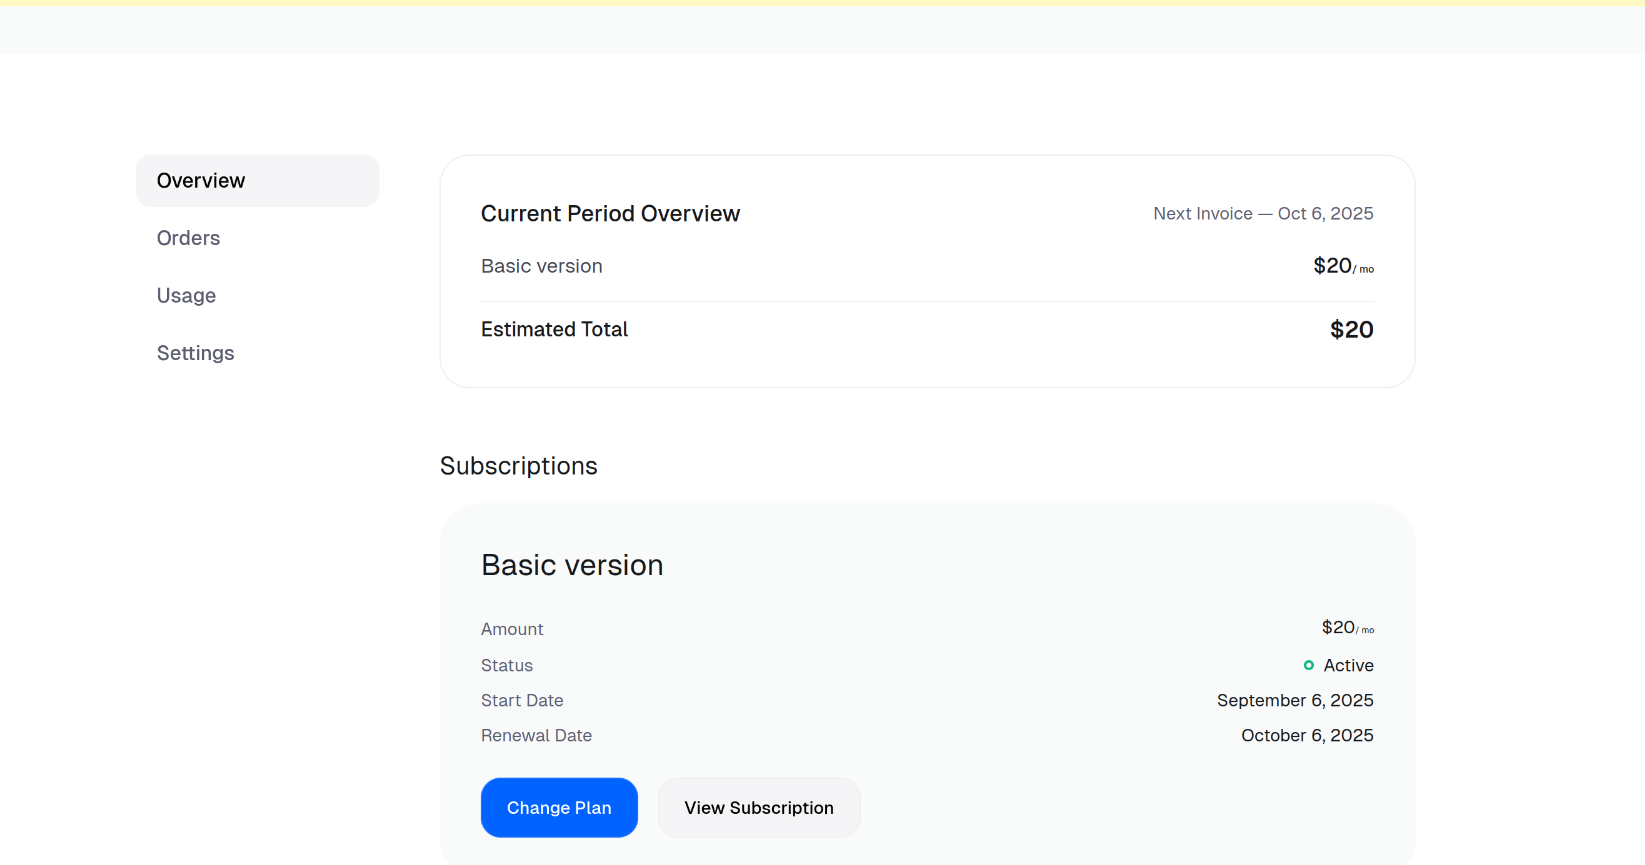 Overview
Orders
Usage
Settings
Current Period Overview
Next Invoice — Oct 6, 2025
Basic version
$20/ mo
Estimated Total
$20
Subscriptions
Basic version
Amount
$20/ mo
Status
Active
Start Date
September 6, 2025
Renewal Date
October 6, 2025
Change Plan
View Subscription